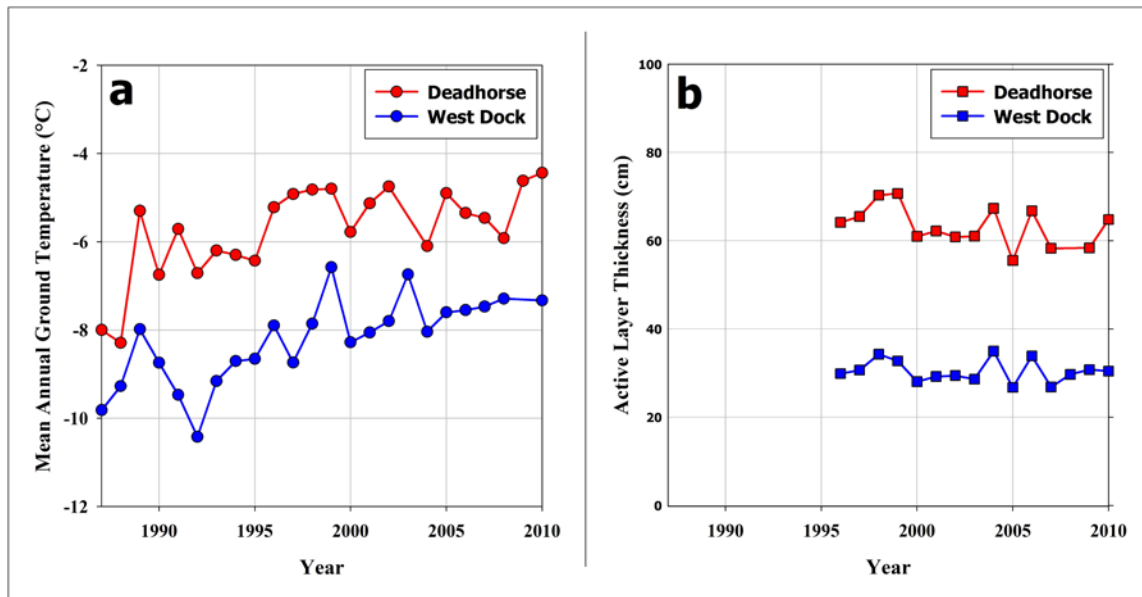 a
Deadhorse
West Dock
Mean Annual Ground Temperature (°C)
-2
-4
-6
-8
-10
-12
1990
1995
2000
2005
2010
Year
b
Deadhorse
West Dock
Active Layer Thickness (cm)
100
80
60
40
20
0
1990
1995
2000
2005
2010
Year